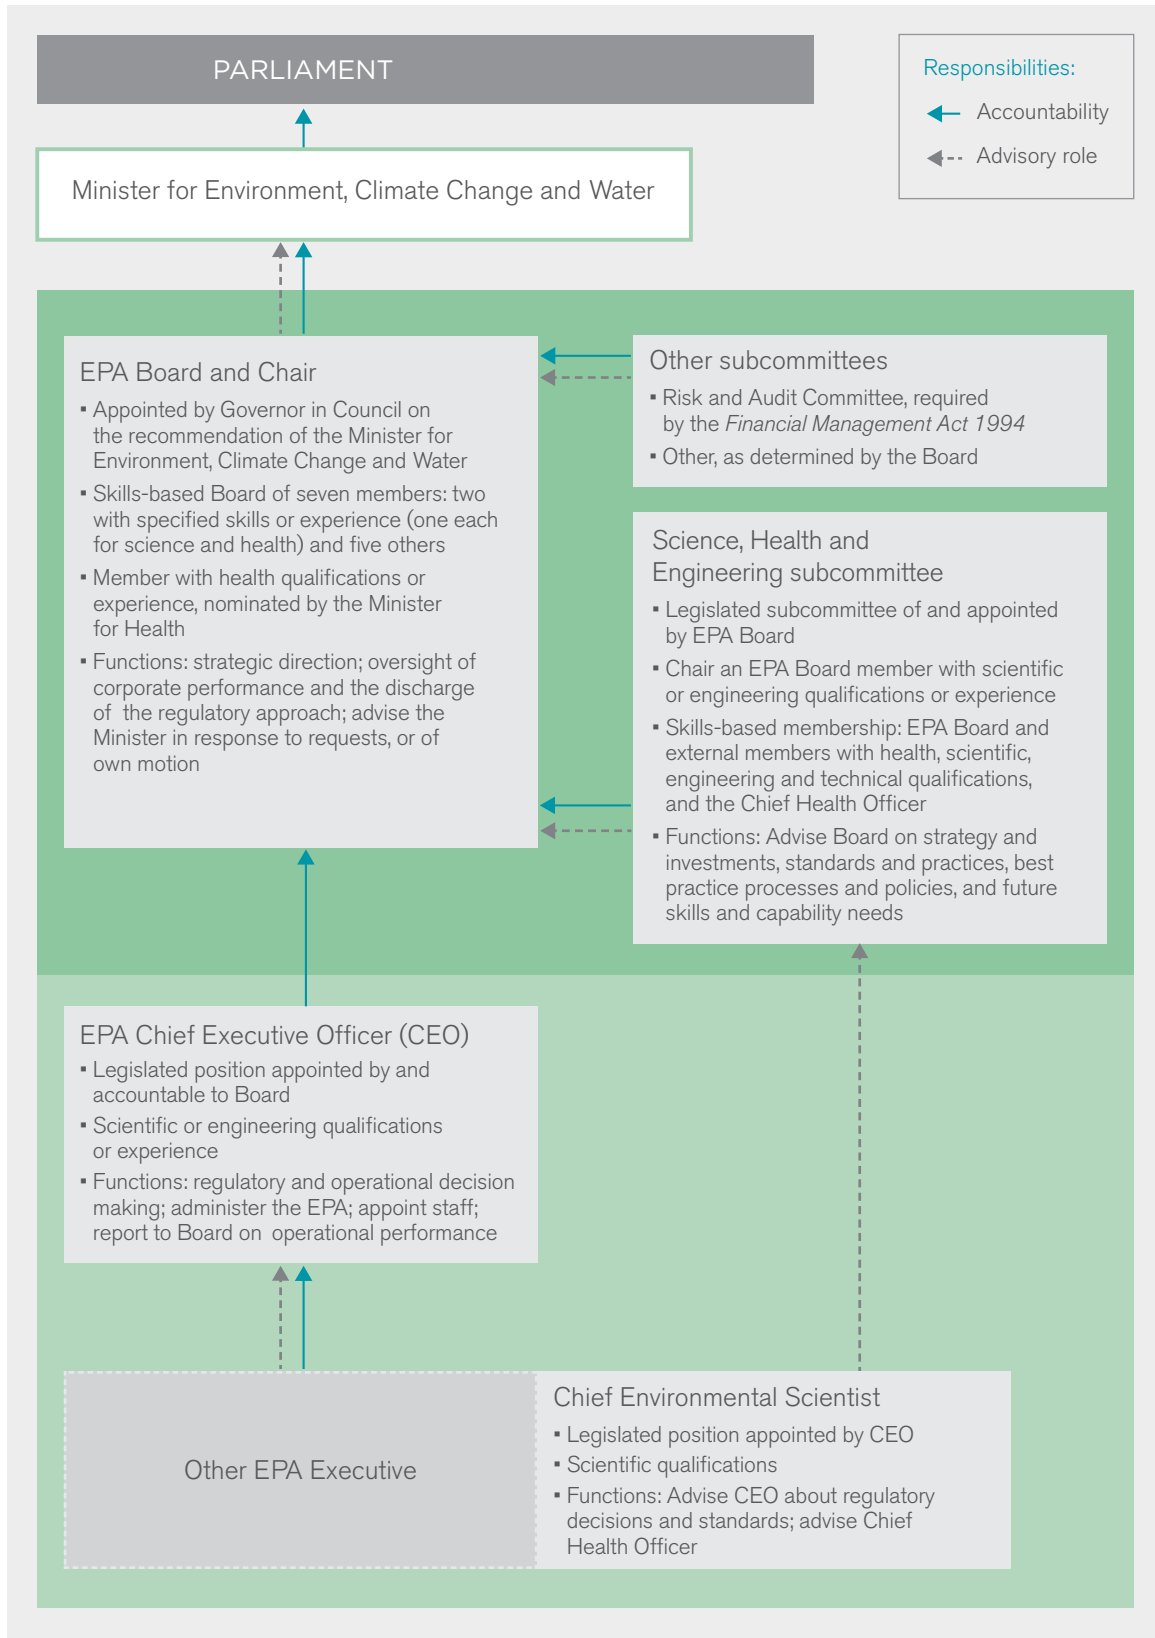 PARLIAMENT
Responsibilities:
Accountability
Advisory role
Minister for Environment, Climate Change and Water
EPA Board and Chair
▪ Appointed by Governor in Council on
the recommendation of the Minister for
Environment, Climate Change and Water
▪ Skills-based Board of seven members: two
with specified skills or experience (one each
for science and health) and five others
▪ Member with health qualifications or
experience, nominated by the Minister
for Health
▪ Functions: strategic direction; oversight of
corporate performance and the discharge
of the regulatory approach; advise the
Minister in response to requests, or of
own motion
Other subcommittees
▪ Risk and Audit Committee, required
by the Financial Management Act 1994
▪ Other, as determined by the Board
Science, Health and
Engineering subcommittee
▪ Legislated subcommittee of and appointed
by EPA Board
▪ Chair an EPA Board member with scientific
or engineering qualifications or experience
▪ Skills-based membership: EPA Board and
external members with health, scientific,
engineering and technical qualifications,
and the Chief Health Officer
▪ Functions: Advise Board on strategy and
investments, standards and practices, best
practice processes and policies, and future
skills and capability needs
EPA Chief Executive Officer (CEO)
▪ Legislated position appointed by and
accountable to Board
▪ Scientific or engineering qualifications
or experience
▪ Functions: regulatory and operational decision
making; administer the EPA; appoint staff;
report to Board on operational performance
Other EPA Executive
Chief Environmental Scientist
▪ Legislated position appointed by CEO
▪ Scientific qualifications
▪ Functions: Advise CEO about regulatory
decisions and standards; advise Chief
Health Officer